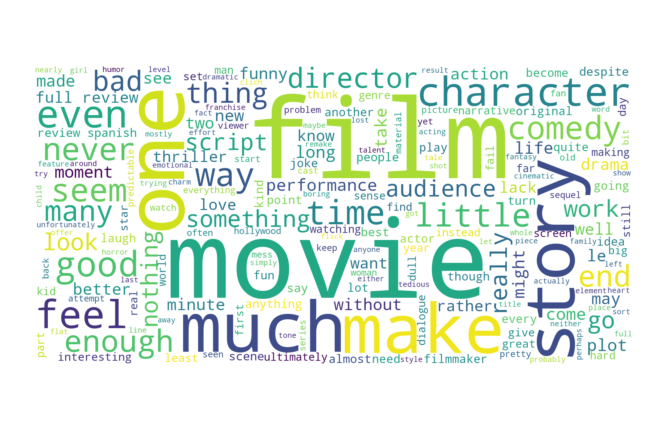 film
movie
one
story
much
make
time
character
even
good
feel
little
way
thing
bad
never
seem
many
look
enough
nothing
something
director
comedy
audience
script
work
end
go
really
well
performance
funny
action
made
see
set
man
humor
level
nearly
girl
dramatic
full review
review spanish
moment
thriller
two
new
joke
love
life
long
know
people
take
think
genre
another
best
play
picture
narrative
original
become
despite
fan
word
day
bit
making
show
drama
lack
quite
old
far
fantasy
cinematic
sequel
going
still
fail
tale
shot
yet
acting
material
talent
lost
maybe
remake
boring
problem
viewer
franchise
fact
effort
start
mostly
feature
around
try
predictable
emotional
child
trying
charm
everything
cast
sense
kind
point
star
watch
laugh
unfortunately
often
hollywood
watching
actor
year
instead
turn
screen
family
idea
big
le
might
may
come
plot
hard
great
give
every
pretty
rather
though
want
without
dull
tedious
dialogue
say
lot
fun
mess
simply
keep
anyone
either
woman
minute
anything
better
kid
real
world
horror
offer
back
last
attempt
part
flat
line
away
tone
first
series
interesting
least
seen
scene
ultimately
almost
need
style
filmmaker
title
neither
perhaps
probably
place
sort
full
actually
element
heart
left
whole
piece
let
got
find
flick
result